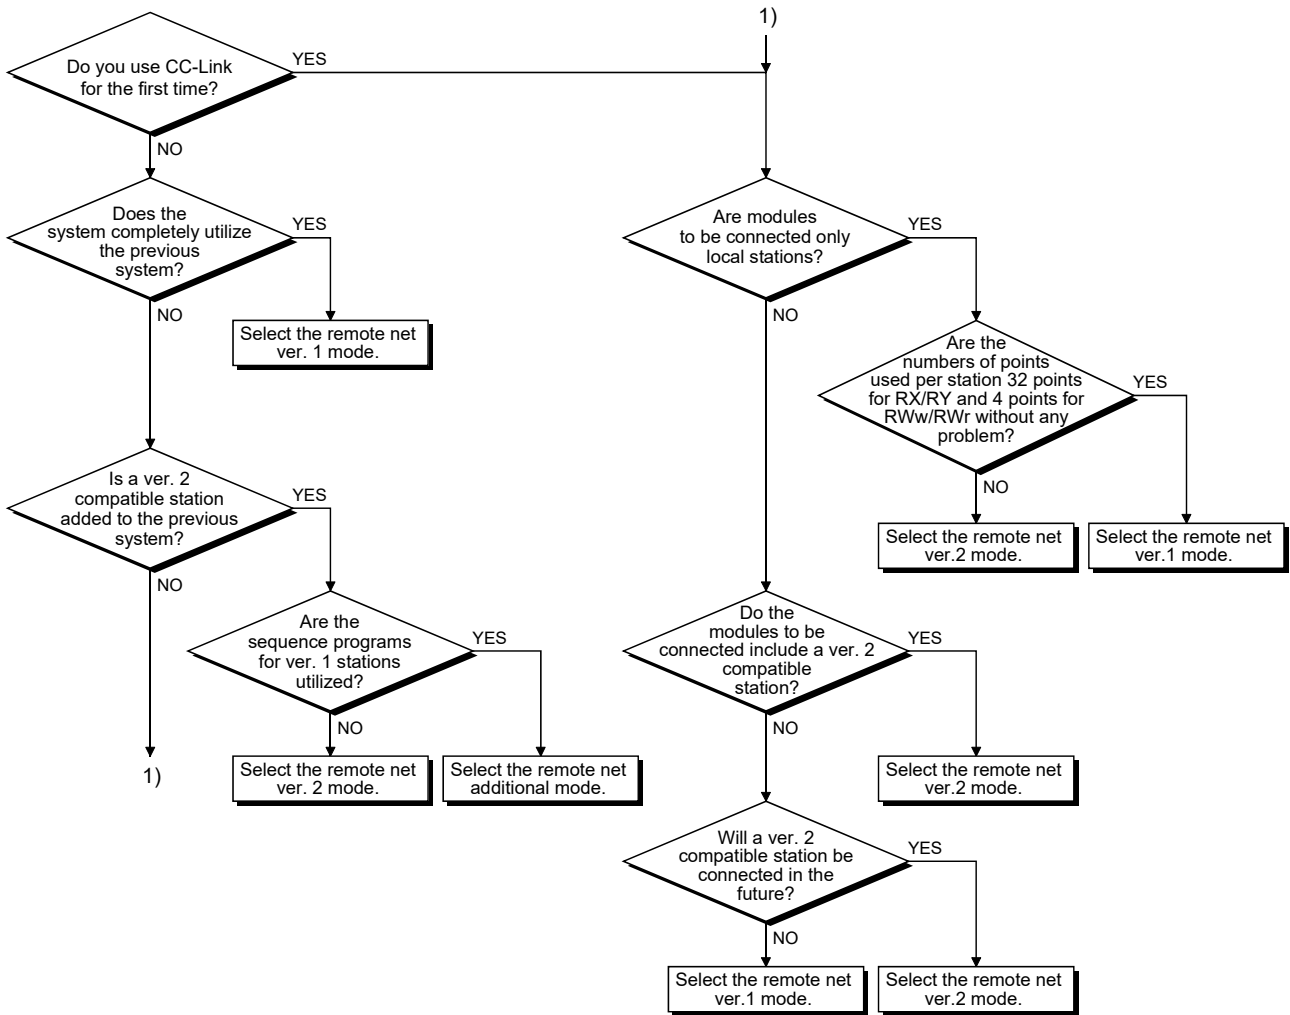 1)
Do you use CC-Link
for the first time?
YES
NO
Does the
system completely utilize
the previous
system?
YES
NO
Select the remote net
ver. 1 mode.
Is a ver. 2
compatible station
added to the previous
system?
YES
NO
1)
Are the
sequence programs
for ver. 1 stations
utilized?
YES
NO
Select the remote net
ver. 2 mode.
Select the remote net
additional mode.
Are modules
to be connected only
local stations?
YES
NO
Are the
numbers of points
used per station 32 points
for RX/RY and 4 points for
RWw/RWr without any
problem?
YES
NO
Select the remote net
ver.2 mode.
Select the remote net
ver.1 mode.
Do the
modules to be
connected include a ver. 2
compatible
station?
YES
NO
Select the remote net
ver.2 mode.
Will a ver. 2
compatible station be
connected in the
future?
YES
NO
Select the remote net
ver.1 mode.
Select the remote net
ver.2 mode.